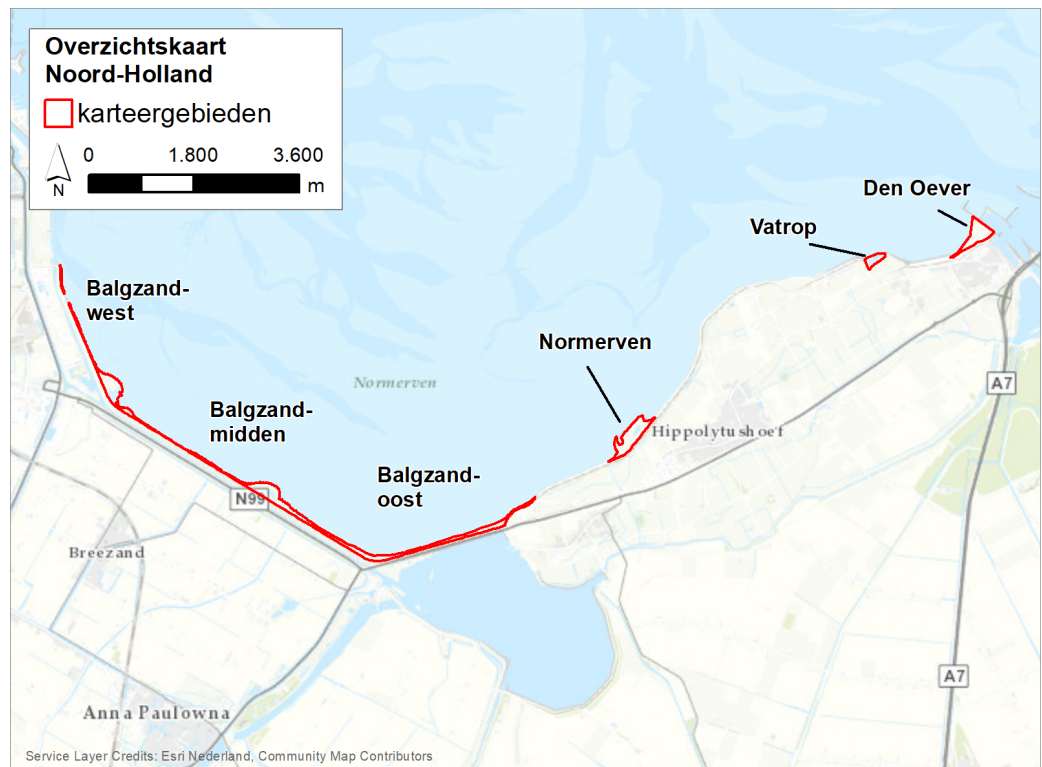 Overzichtskaart
Noord-Holland
karteergebieden
0 1.800 3.600
m
N
Den Oever
Vatrop
Balgzand-
west
Normerven
Normerven
A7
Balgzand-
midden
Hippolytushoef
Balgzand-
oost
N99
Breezand
A7
Anna Paulowna
Service Layer Credits: Esri Nederland, Community Map Contributors